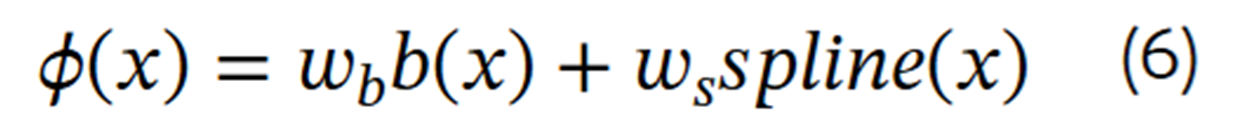 ϕ(x) = w_b b(x) + w_s spline(x) (6)